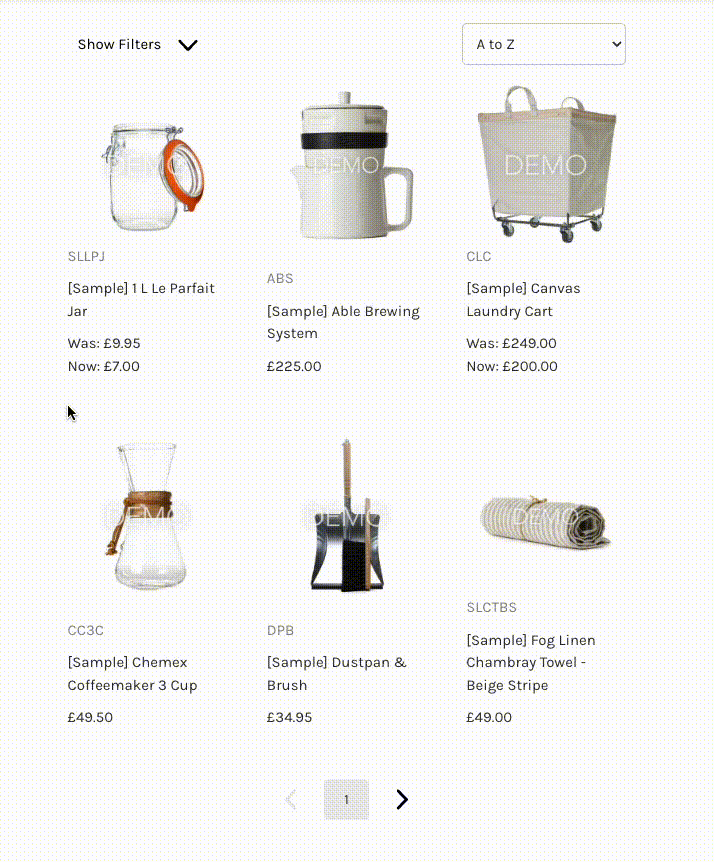 Show Filters
A to Z
DEMO
DEMO
DEMO
SLLPJ
[Sample] 1 L Le Parfait
Jar
Was: £9.95
Now: £7.00
ABS
[Sample] Able Brewing
System
£225.00
CLC
[Sample] Canvas
Laundry Cart
Was: £249.00
Now: £200.00
DEMO
DEMO
DEMO
CC3C
[Sample] Chemex
Coffeemaker 3 Cup
£49.50
DPB
[Sample] Dustpan &
Brush
£34.95
SLCTBS
[Sample] Fog Linen
Chambray Towel -
Beige Stripe
£49.00
1